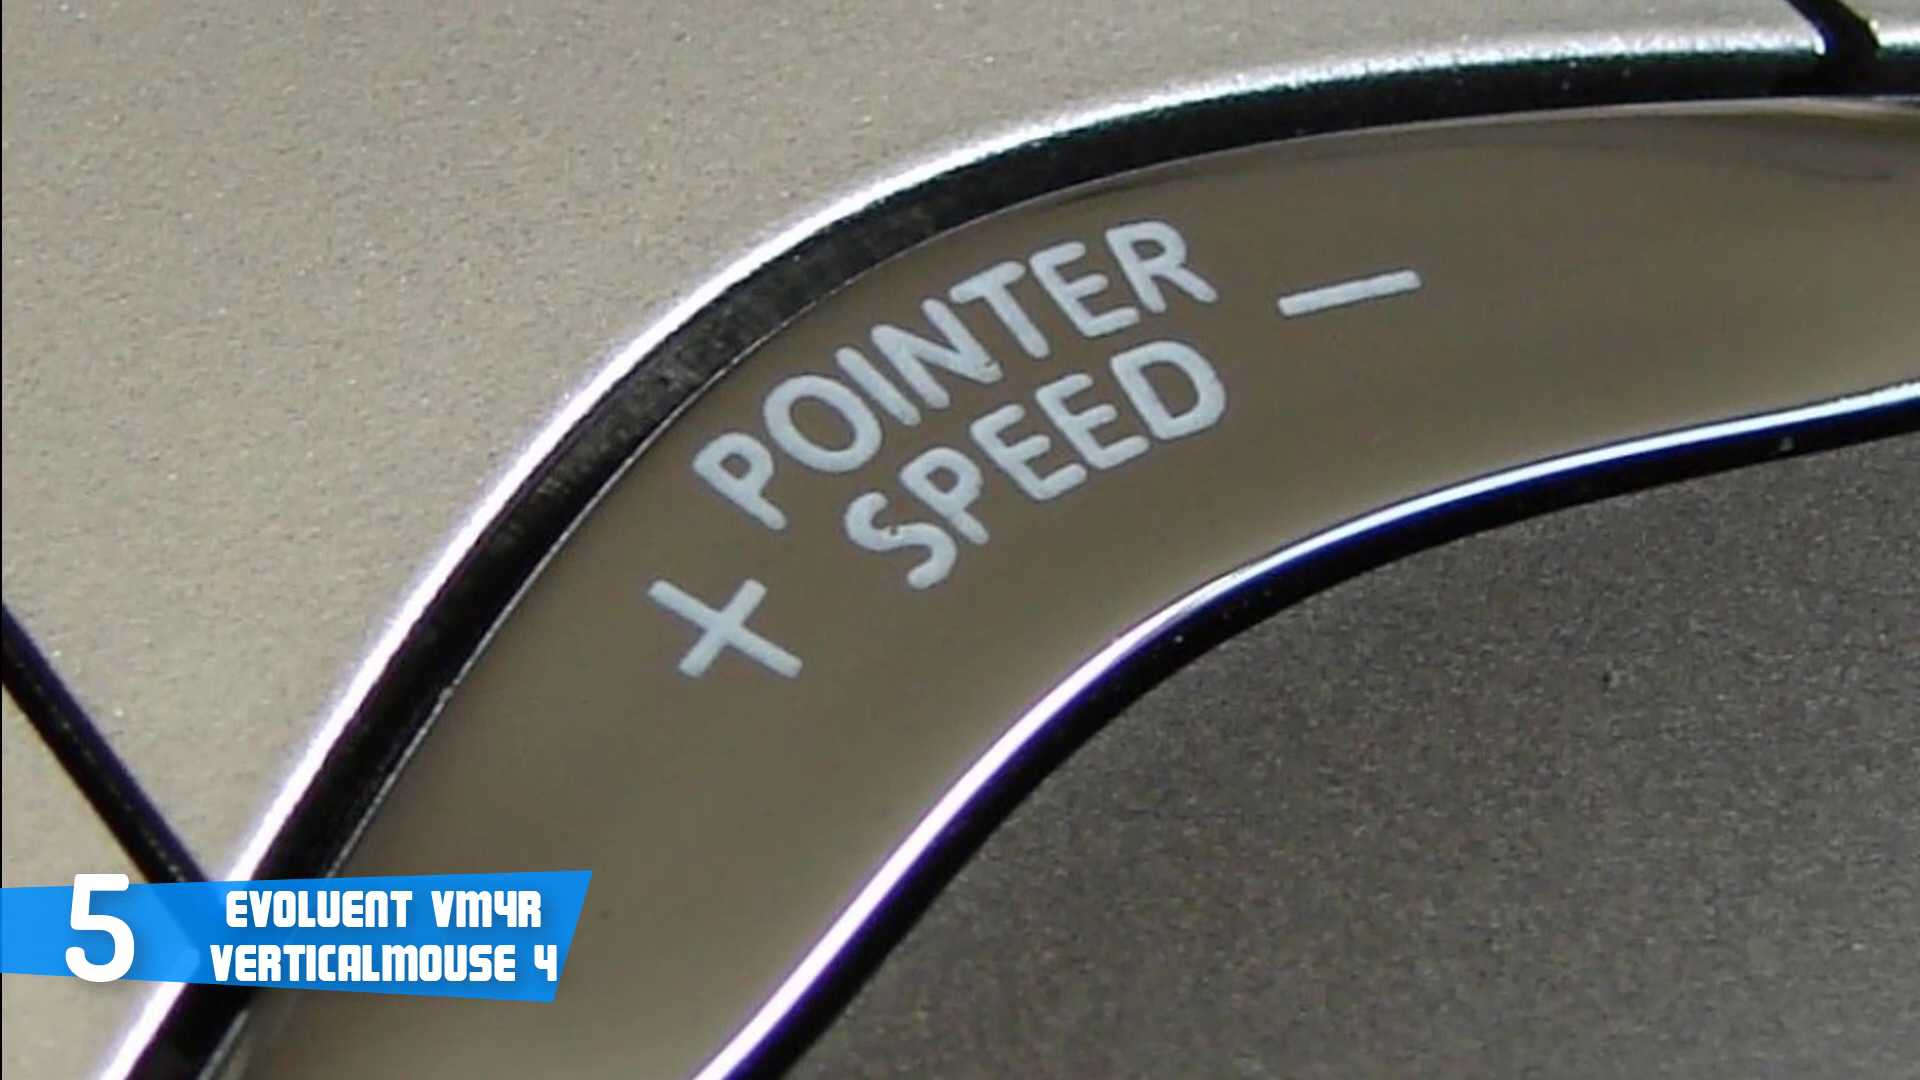 POINTER
SPEED
+ −
5
EVOLUENT VM4R
VERTICALMOUSE 4